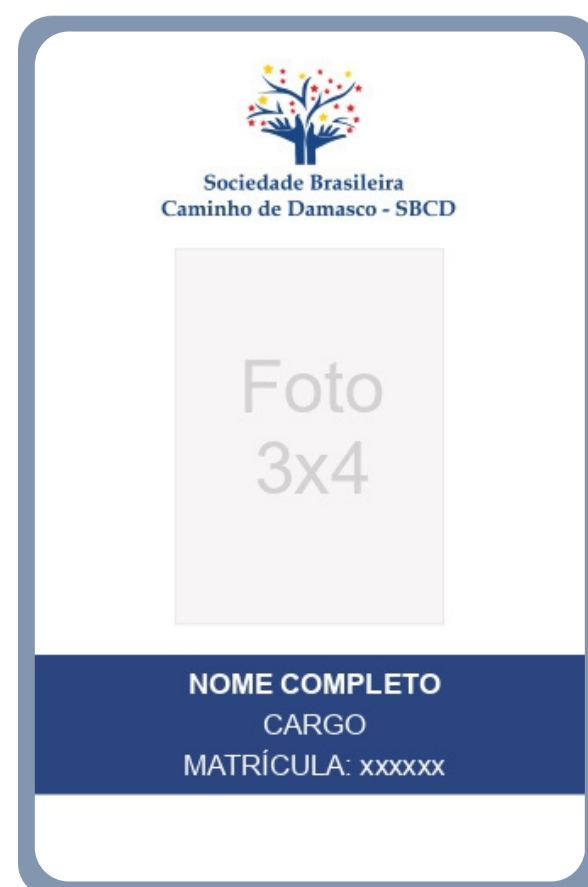 Sociedade Brasileira
Caminho de Damasco - SBCD
Foto
3x4
NOME COMPLETO
CARGO
MATRÍCULA: xxxxxx